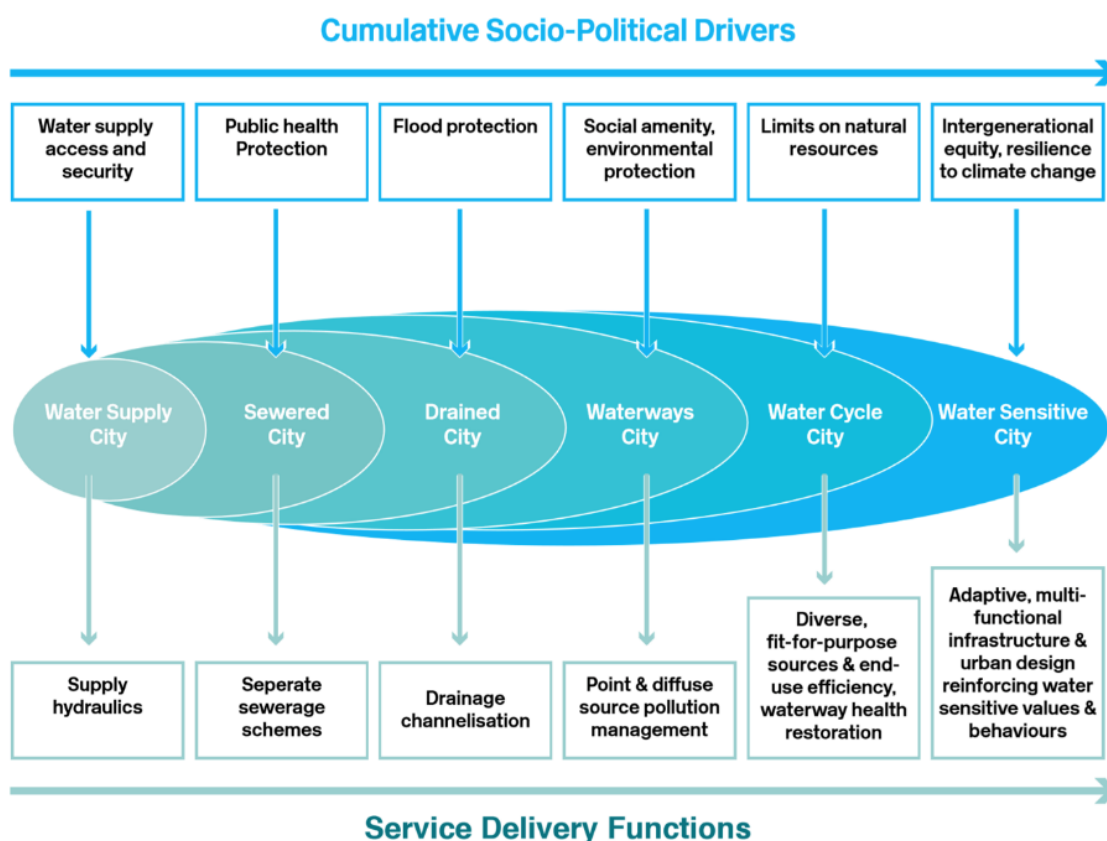 Cumulative Socio-Political Drivers
Water supply
access and
security
Public health
Protection
Flood protection
Social amenity,
environmental
protection
Limits on natural
resources
Intergenerational
equity, resilience
to climate change
Water Supply
City
Sewered
City
Drained
City
Waterways
City
Water Cycle
City
Water Sensitive
City
Supply
hydraulics
Seperate
sewerage
schemes
Drainage
channelisation
Point & diffuse
source pollution
management
Diverse,
fit-for-purpose
sources & end-
use efficiency,
waterway health
restoration
Adaptive, multi-
functional
infrastructure &
urban design
reinforcing water
sensitive values &
behaviours
Service Delivery Functions